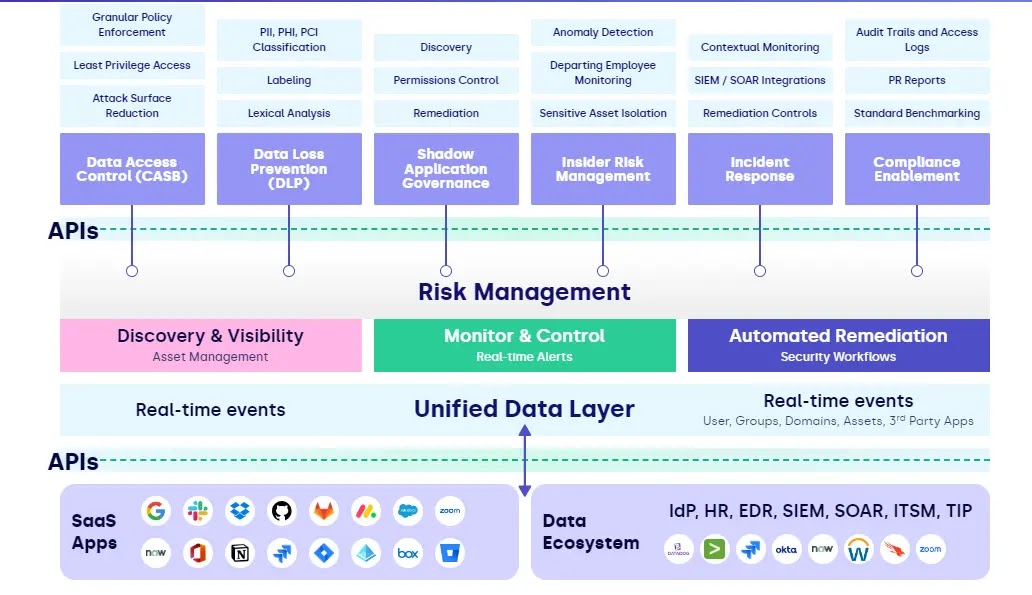 Granular Policy
Enforcement
Least Privilege Access
Attack Surface
Reduction
Data Access
Control (CASB)
PII, PHI, PCI
Classification
Labeling
Lexical Analysis
Data Loss
Prevention
(DLP)
Discovery
Permissions Control
Remediation
Shadow
Application
Governance
Anomaly Detection
Departing Employee
Monitoring
Sensitive Asset Isolation
Insider Risk
Management
Contextual Monitoring
SIEM / SOAR Integrations
Remediation Controls
Incident
Response
Audit Trails and Access
Logs
PR Reports
Standard Benchmarking
Compliance
Enablement
APIs
Risk Management
Discovery & Visibility
Asset Management
Monitor & Control
Real-time Alerts
Automated Remediation
Security Workflows
Real-time events
Unified Data Layer
Real-time events
User, Groups, Domains, Assets, 3rd Party Apps
APIs
SaaS
Apps
zoom
now
box
Data
Ecosystem
IdP, HR, EDR, SIEM, SOAR, ITSM, TIP
DATADOG
okta
now
zoom